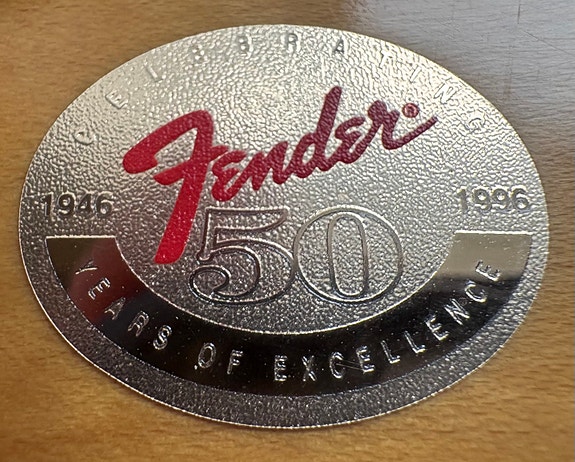 CELEBRATING
Fender®
1946
50
1996
YEARS OF EXCELLENCE